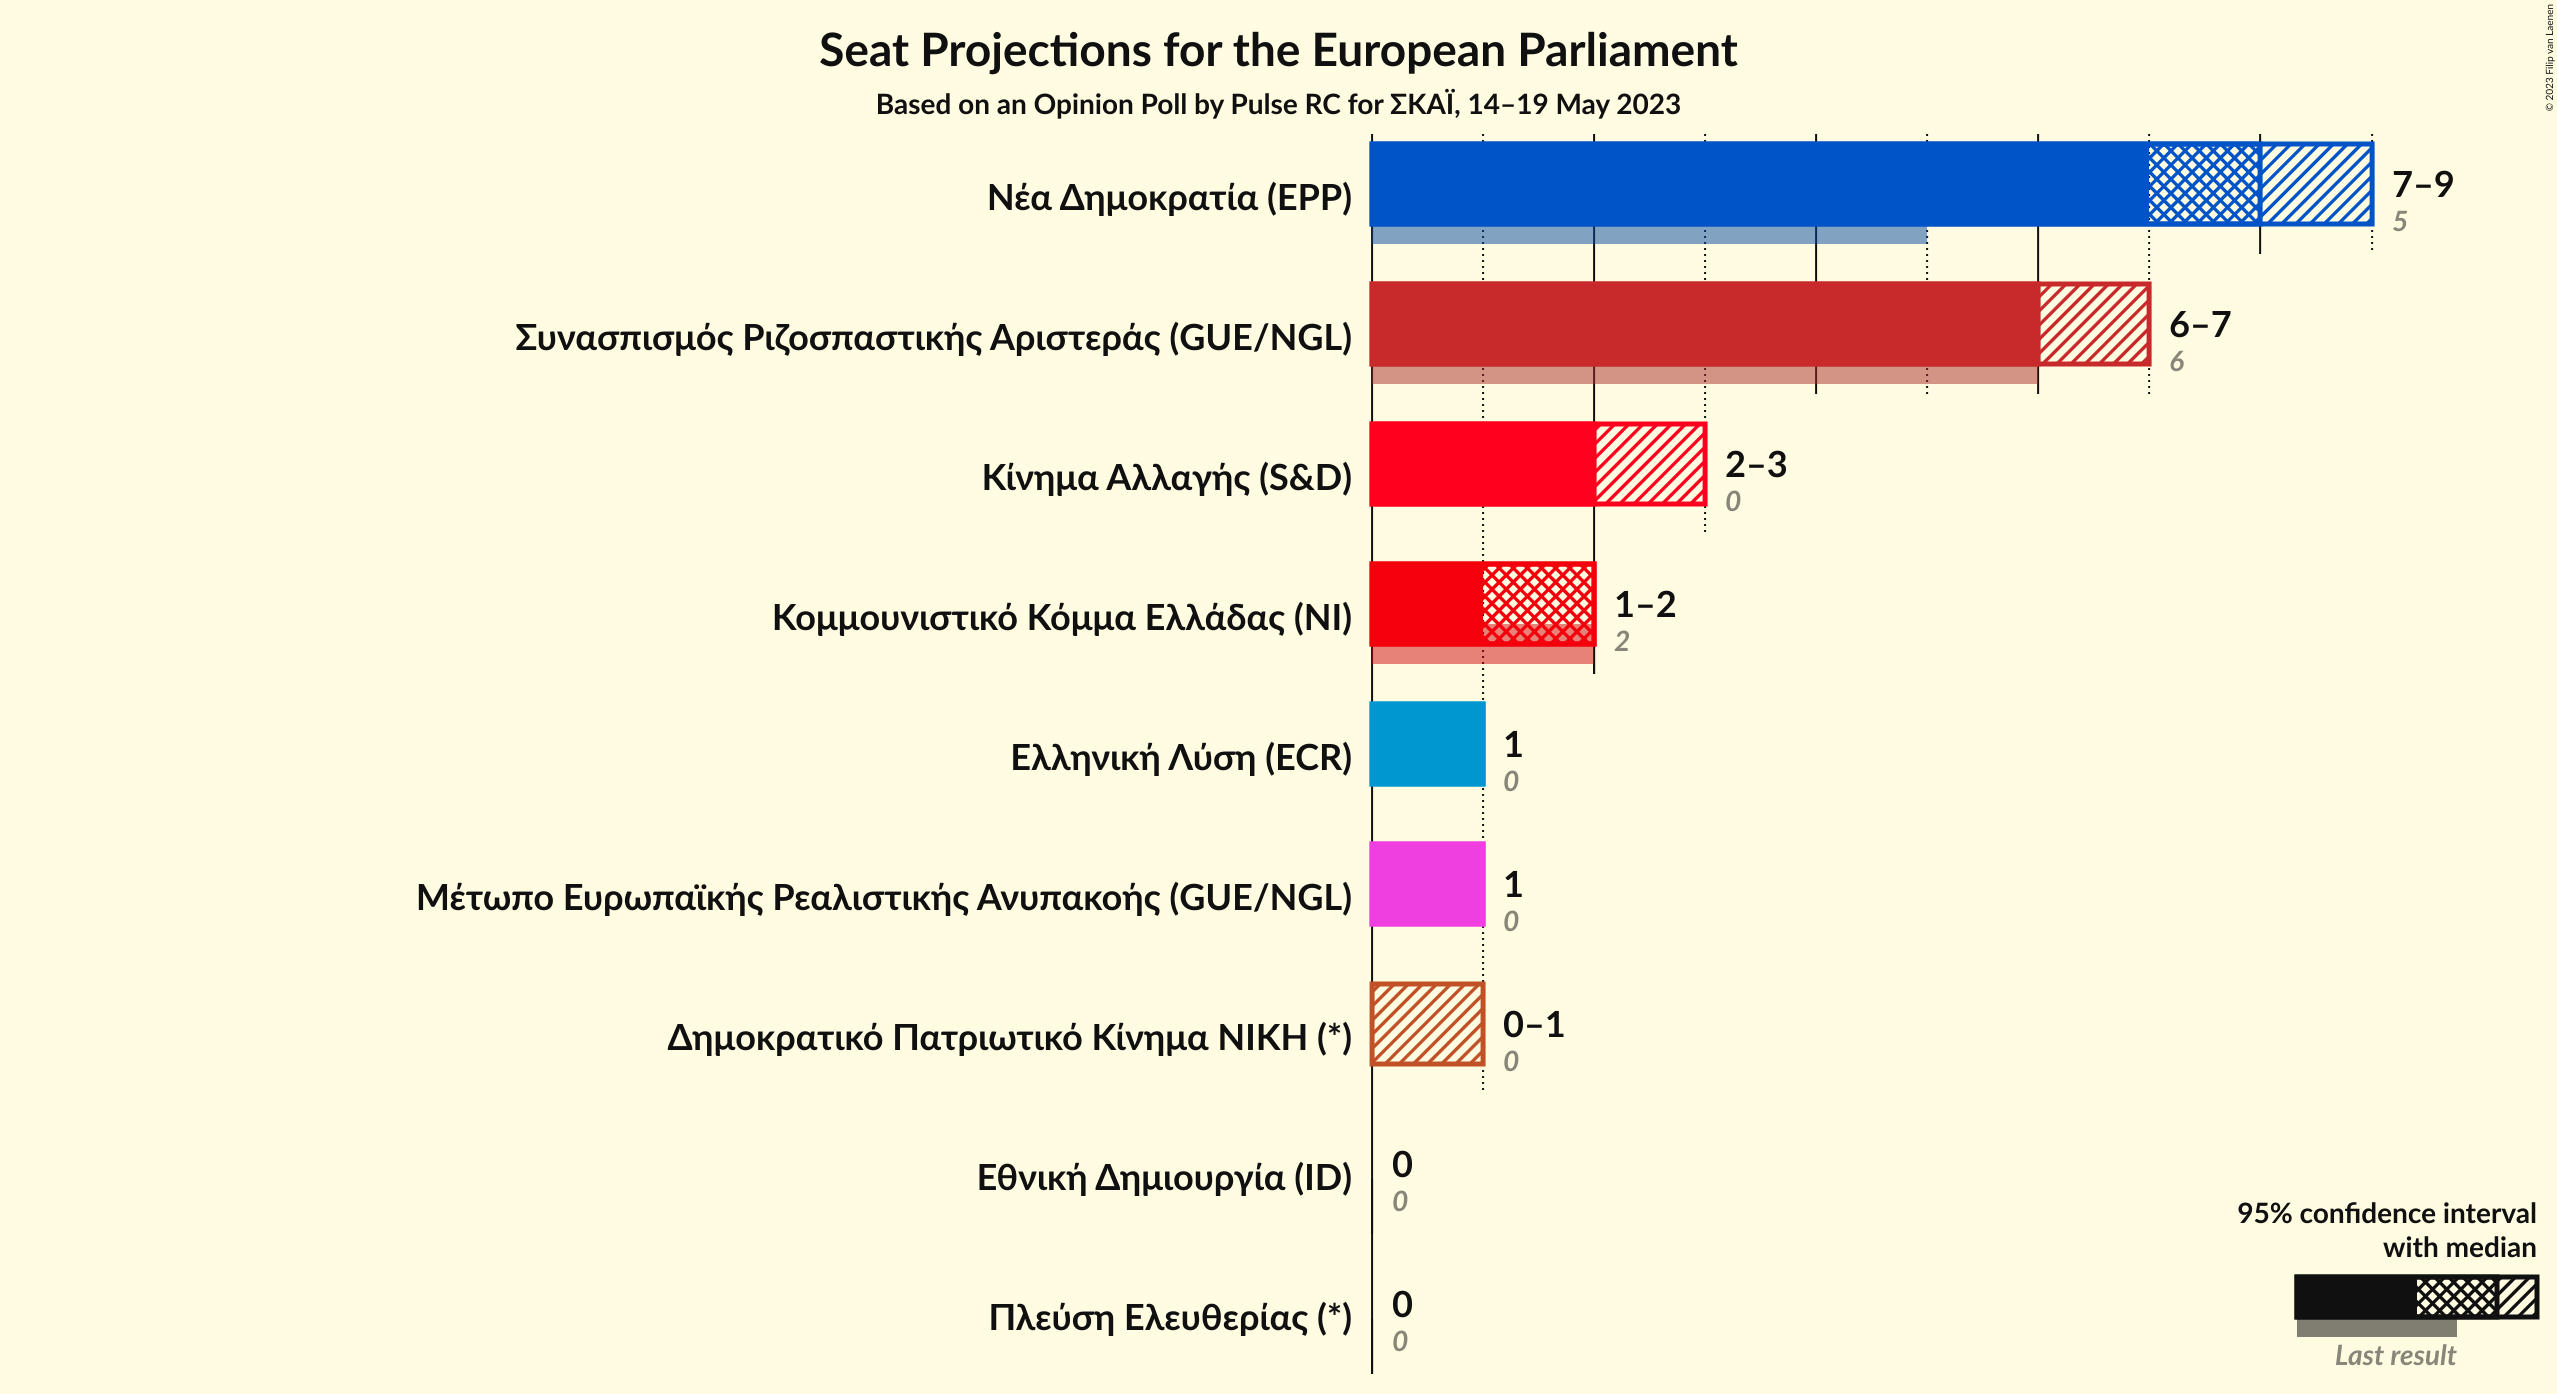 Seat Projections for the European Parliament
Based on an Opinion Poll by Pulse RC for ΣΚΑΪ, 14–19 May 2023
© 2023 Filip van Laenen
Νέα Δημοκρατία (EPP)
7–9
5
Συνασπισμός Ριζοσπαστικής Αριστεράς (GUE/NGL)
6–7
6
Κίνημα Αλλαγής (S&D)
2–3
0
Κομμουνιστικό Κόμμα Ελλάδας (NI)
1–2
2
Ελληνική Λύση (ECR)
1
0
Μέτωπο Ευρωπαϊκής Ρεαλιστικής Ανυπακοής (GUE/NGL)
1
0
Δημοκρατικό Πατριωτικό Κίνημα ΝΙΚΗ (*)
0–1
0
Εθνική Δημιουργία (ID)
0
0
Πλεύση Ελευθερίας (*)
0
0
95% confidence interval
with median
Last result